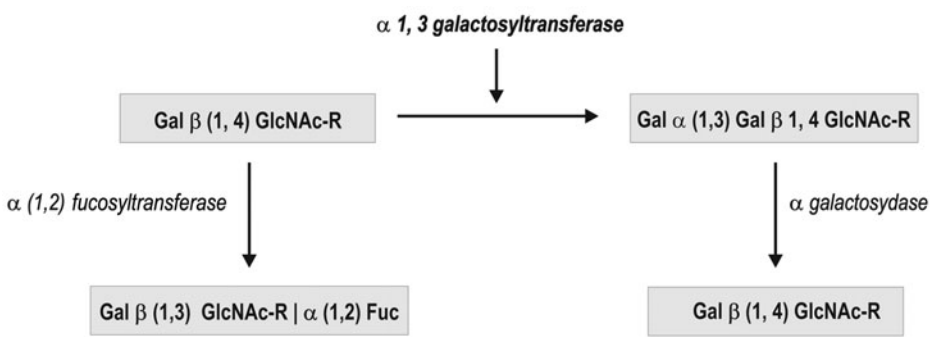 α 1, 3 galactosyltransferase
Gal β (1, 4) GlcNAc-R
Gal α (1,3) Gal β 1, 4 GlcNAc-R
α (1,2) fucosyltransferase
α galactosydase
Gal β (1,3) GlcNAc-R | α (1,2) Fuc
Gal β (1, 4) GlcNAc-R